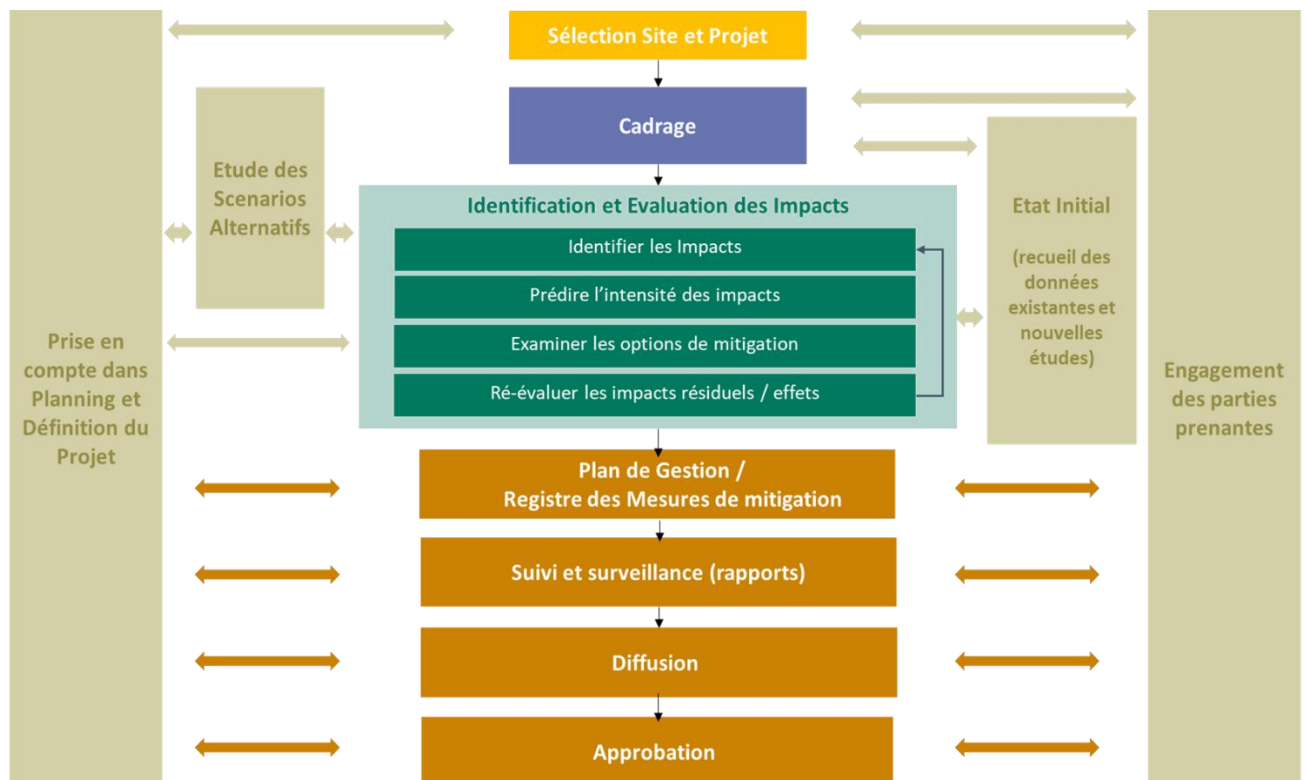 Sélection Site et Projet
Cadrage
Etude des
Scenarios
Alternatifs
Identification et Evaluation des Impacts
Identifier les Impacts
Prédire l'intensité des impacts
Examiner les options de mitigation
Ré-évaluer les impacts résiduels / effets
Etat Initial
(recueil des
données
existantes et
nouvelles
études)
Prise en
compte dans
Planning et
Définition du
Projet
Engagement
des parties
prenantes
Plan de Gestion /
Registre des Mesures de mitigation
Suivi et surveillance (rapports)
Diffusion
Approbation